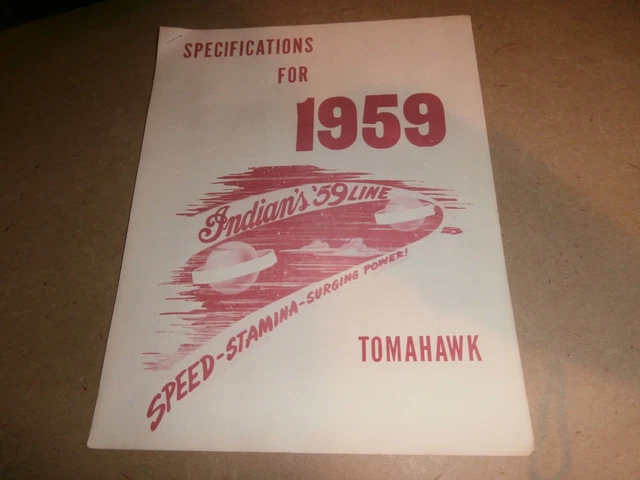 SPECIFICATIONS
FOR
1959
Indian's '59 LINE
SPEED-STAMINA-SURGING POWER!
TOMAHAWK